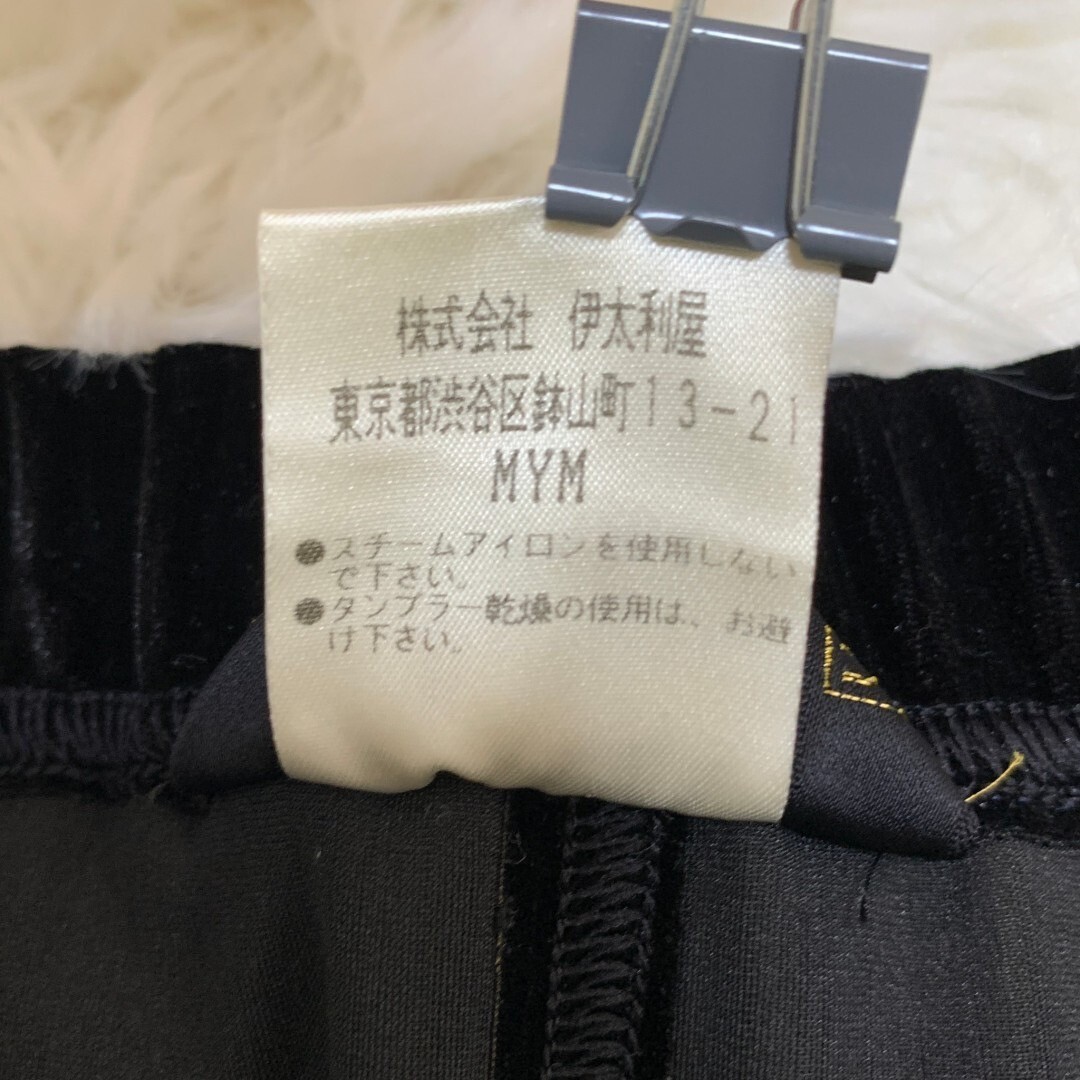 株式会社 伊太利屋
東京都渋谷区鉢山町13-21
MYM
●スチームアイロンを使用しない
で下さい。
●タンブラー乾燥の使用は、お避
け下さい。